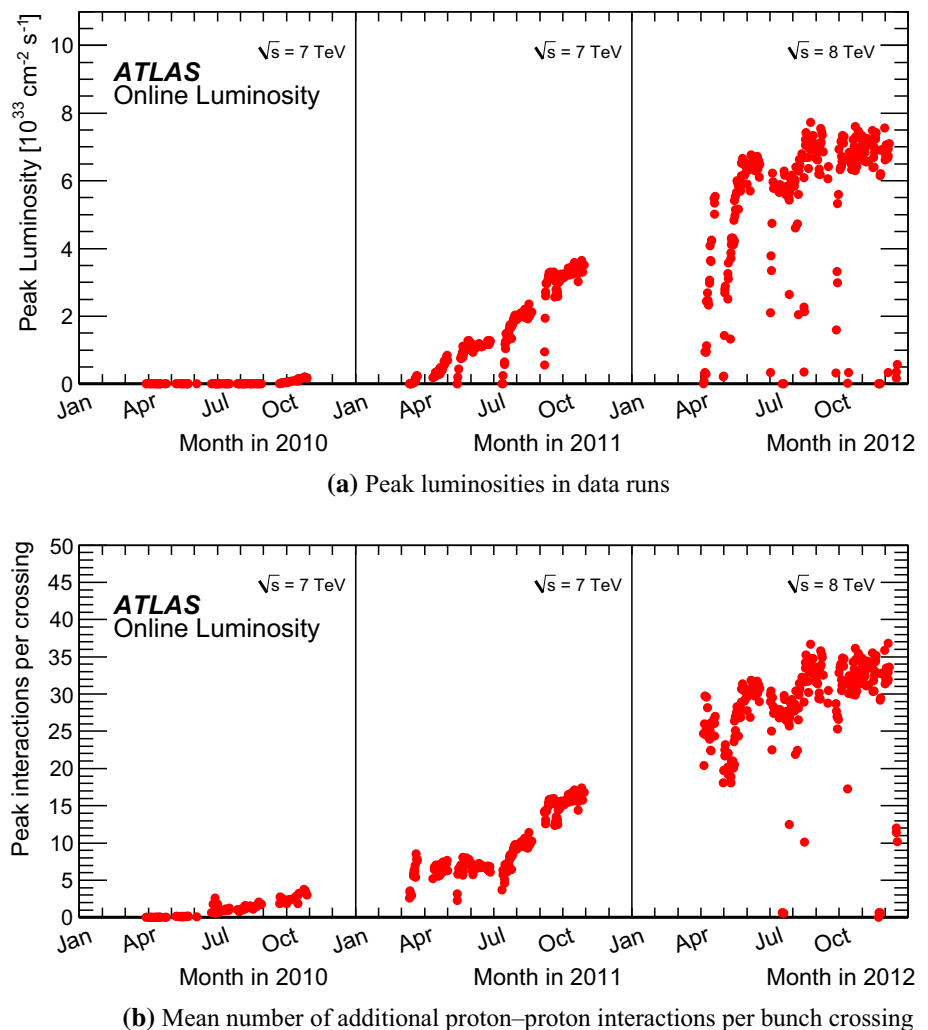 Peak Luminosity [10³³ cm⁻² s⁻¹]
10
8
6
4
2
0
√s = 7 TeV
√s = 7 TeV
√s = 8 TeV
ATLAS
Online Luminosity
Jan Apr Jul Oct Jan Apr Jul Oct Jan Apr Jul Oct
Month in 2010 Month in 2011 Month in 2012
(a) Peak luminosities in data runs
Peak interactions per crossing
50
45
40
35
30
25
20
15
10
5
0
√s = 7 TeV
√s = 7 TeV
√s = 8 TeV
ATLAS
Online Luminosity
Jan Apr Jul Oct Jan Apr Jul Oct Jan Apr Jul Oct
Month in 2010 Month in 2011 Month in 2012
(b) Mean number of additional proton–proton interactions per bunch crossing